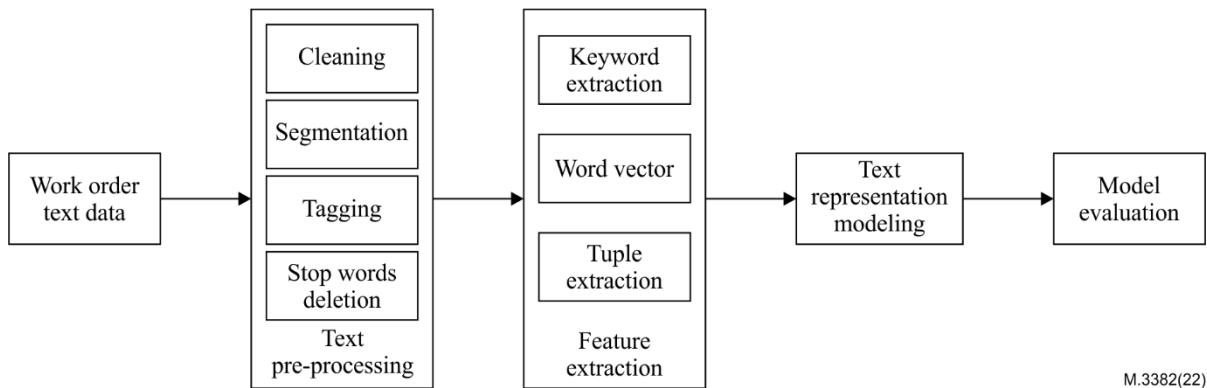 Work order
text data
Cleaning
Segmentation
Tagging
Stop words
deletion
Text
pre-processing
Keyword
extraction
Word vector
Tuple
extraction
Feature
extraction
Text
representation
modeling
Model
evaluation
M.3382(22)